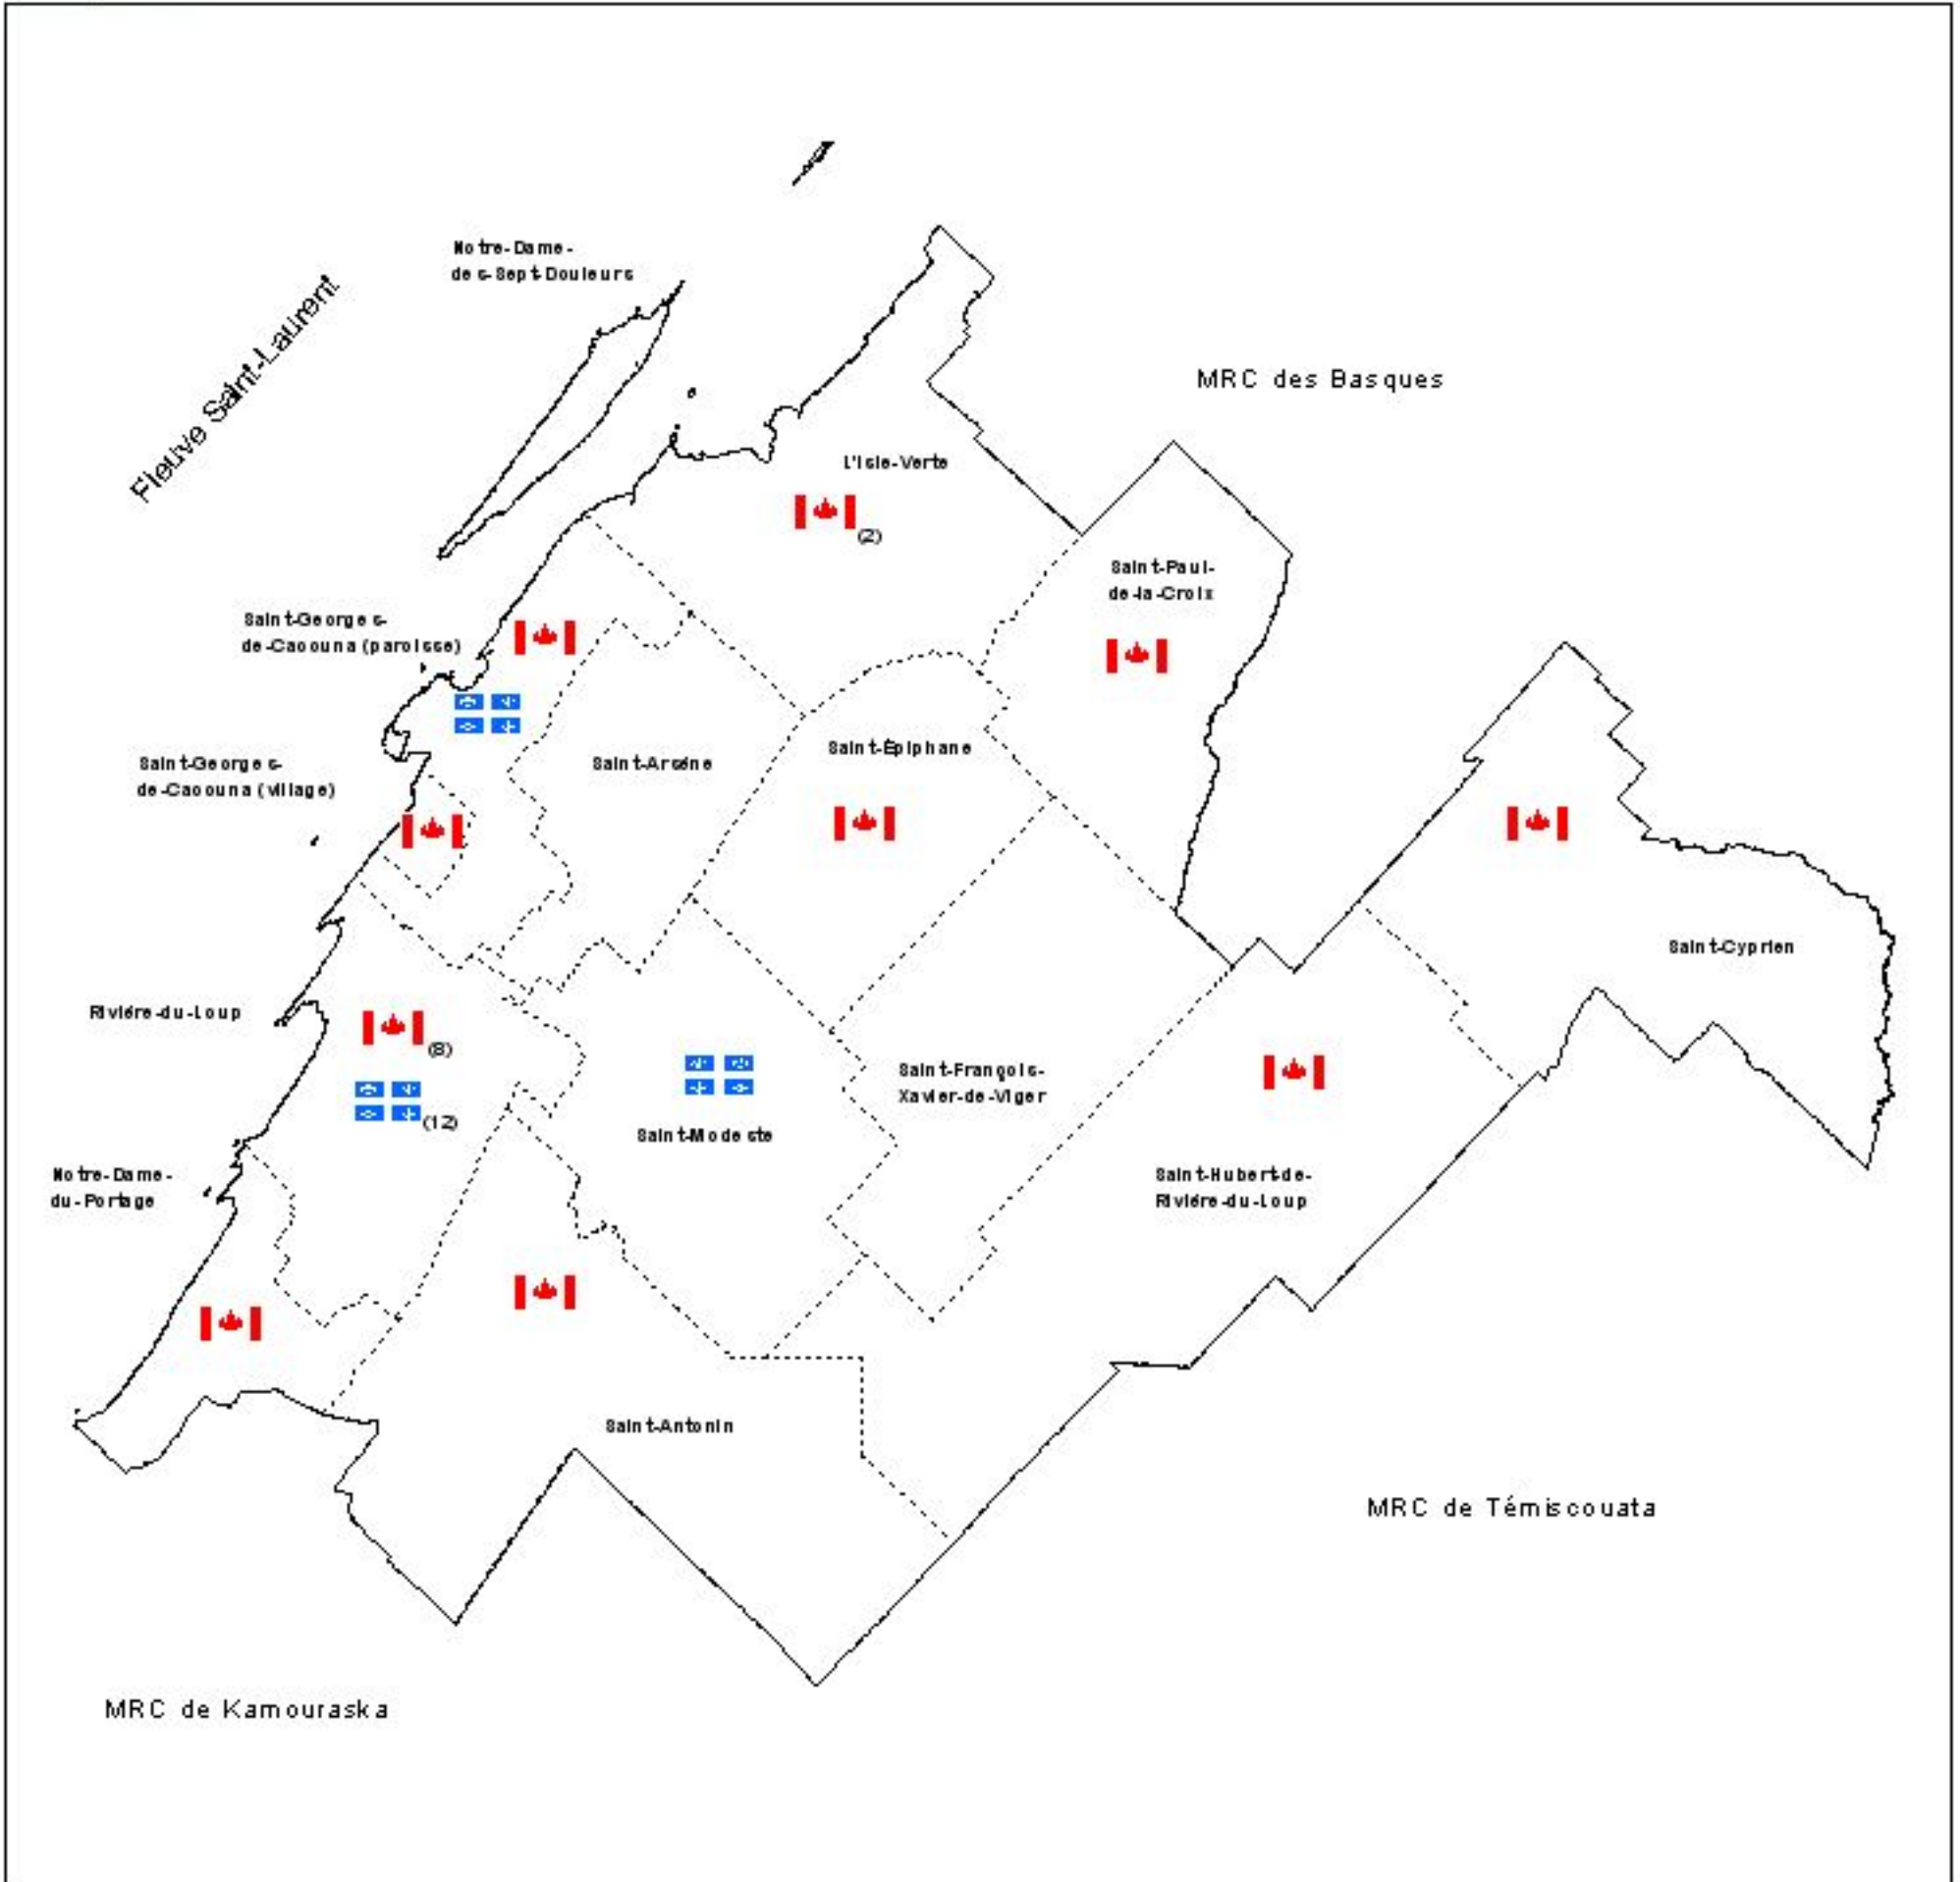 Notre-Dame-
des-Sept-Douleurs
Fleuve Saint-Laurent
MRC des Basques
L'Isle-Verte
(2)
Saint-Paul-
de-la-Croix
Saint-Georges-
de-Cacouna (paroisse)
Saint-Épiphane
Saint-Arsène
Saint-Georges-
de-Cacouna (village)
Saint-Cyprien
Rivière-du-Loup
(8)
Saint-François-
Xavier-de-Viger
(12)
Saint-Modeste
Notre-Dame-
du-Portage
Saint-Hubert-de-
Rivière-du-Loup
Saint-Antonin
MRC de Témiscouata
MRC de Kamouraska